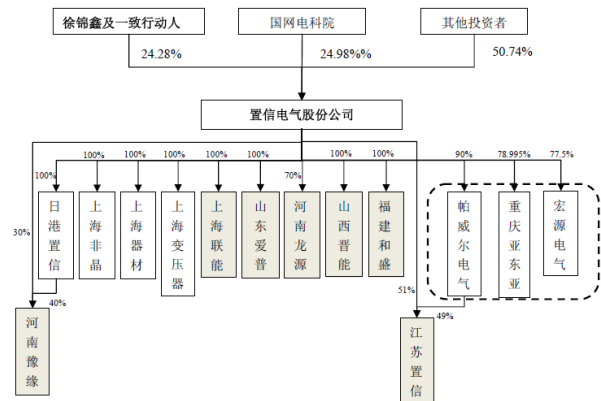 徐锦鑫及一致行动人
国网电科院
其他投资者
24.28%
24.98%%
50.74%
置信电气股份公司
100%
100%
100%
100%
100%
100%
70%
100%
100%
90%
78.995%
77.5%
日港置信
上海非晶
上海器材
上海变压器
上海联能
山东爱普
河南龙源
山西晋能
福建和盛
帕威尔电气
重庆亚东亚
宏源电气
30%
40%
51%
49%
河南豫缘
江苏置信